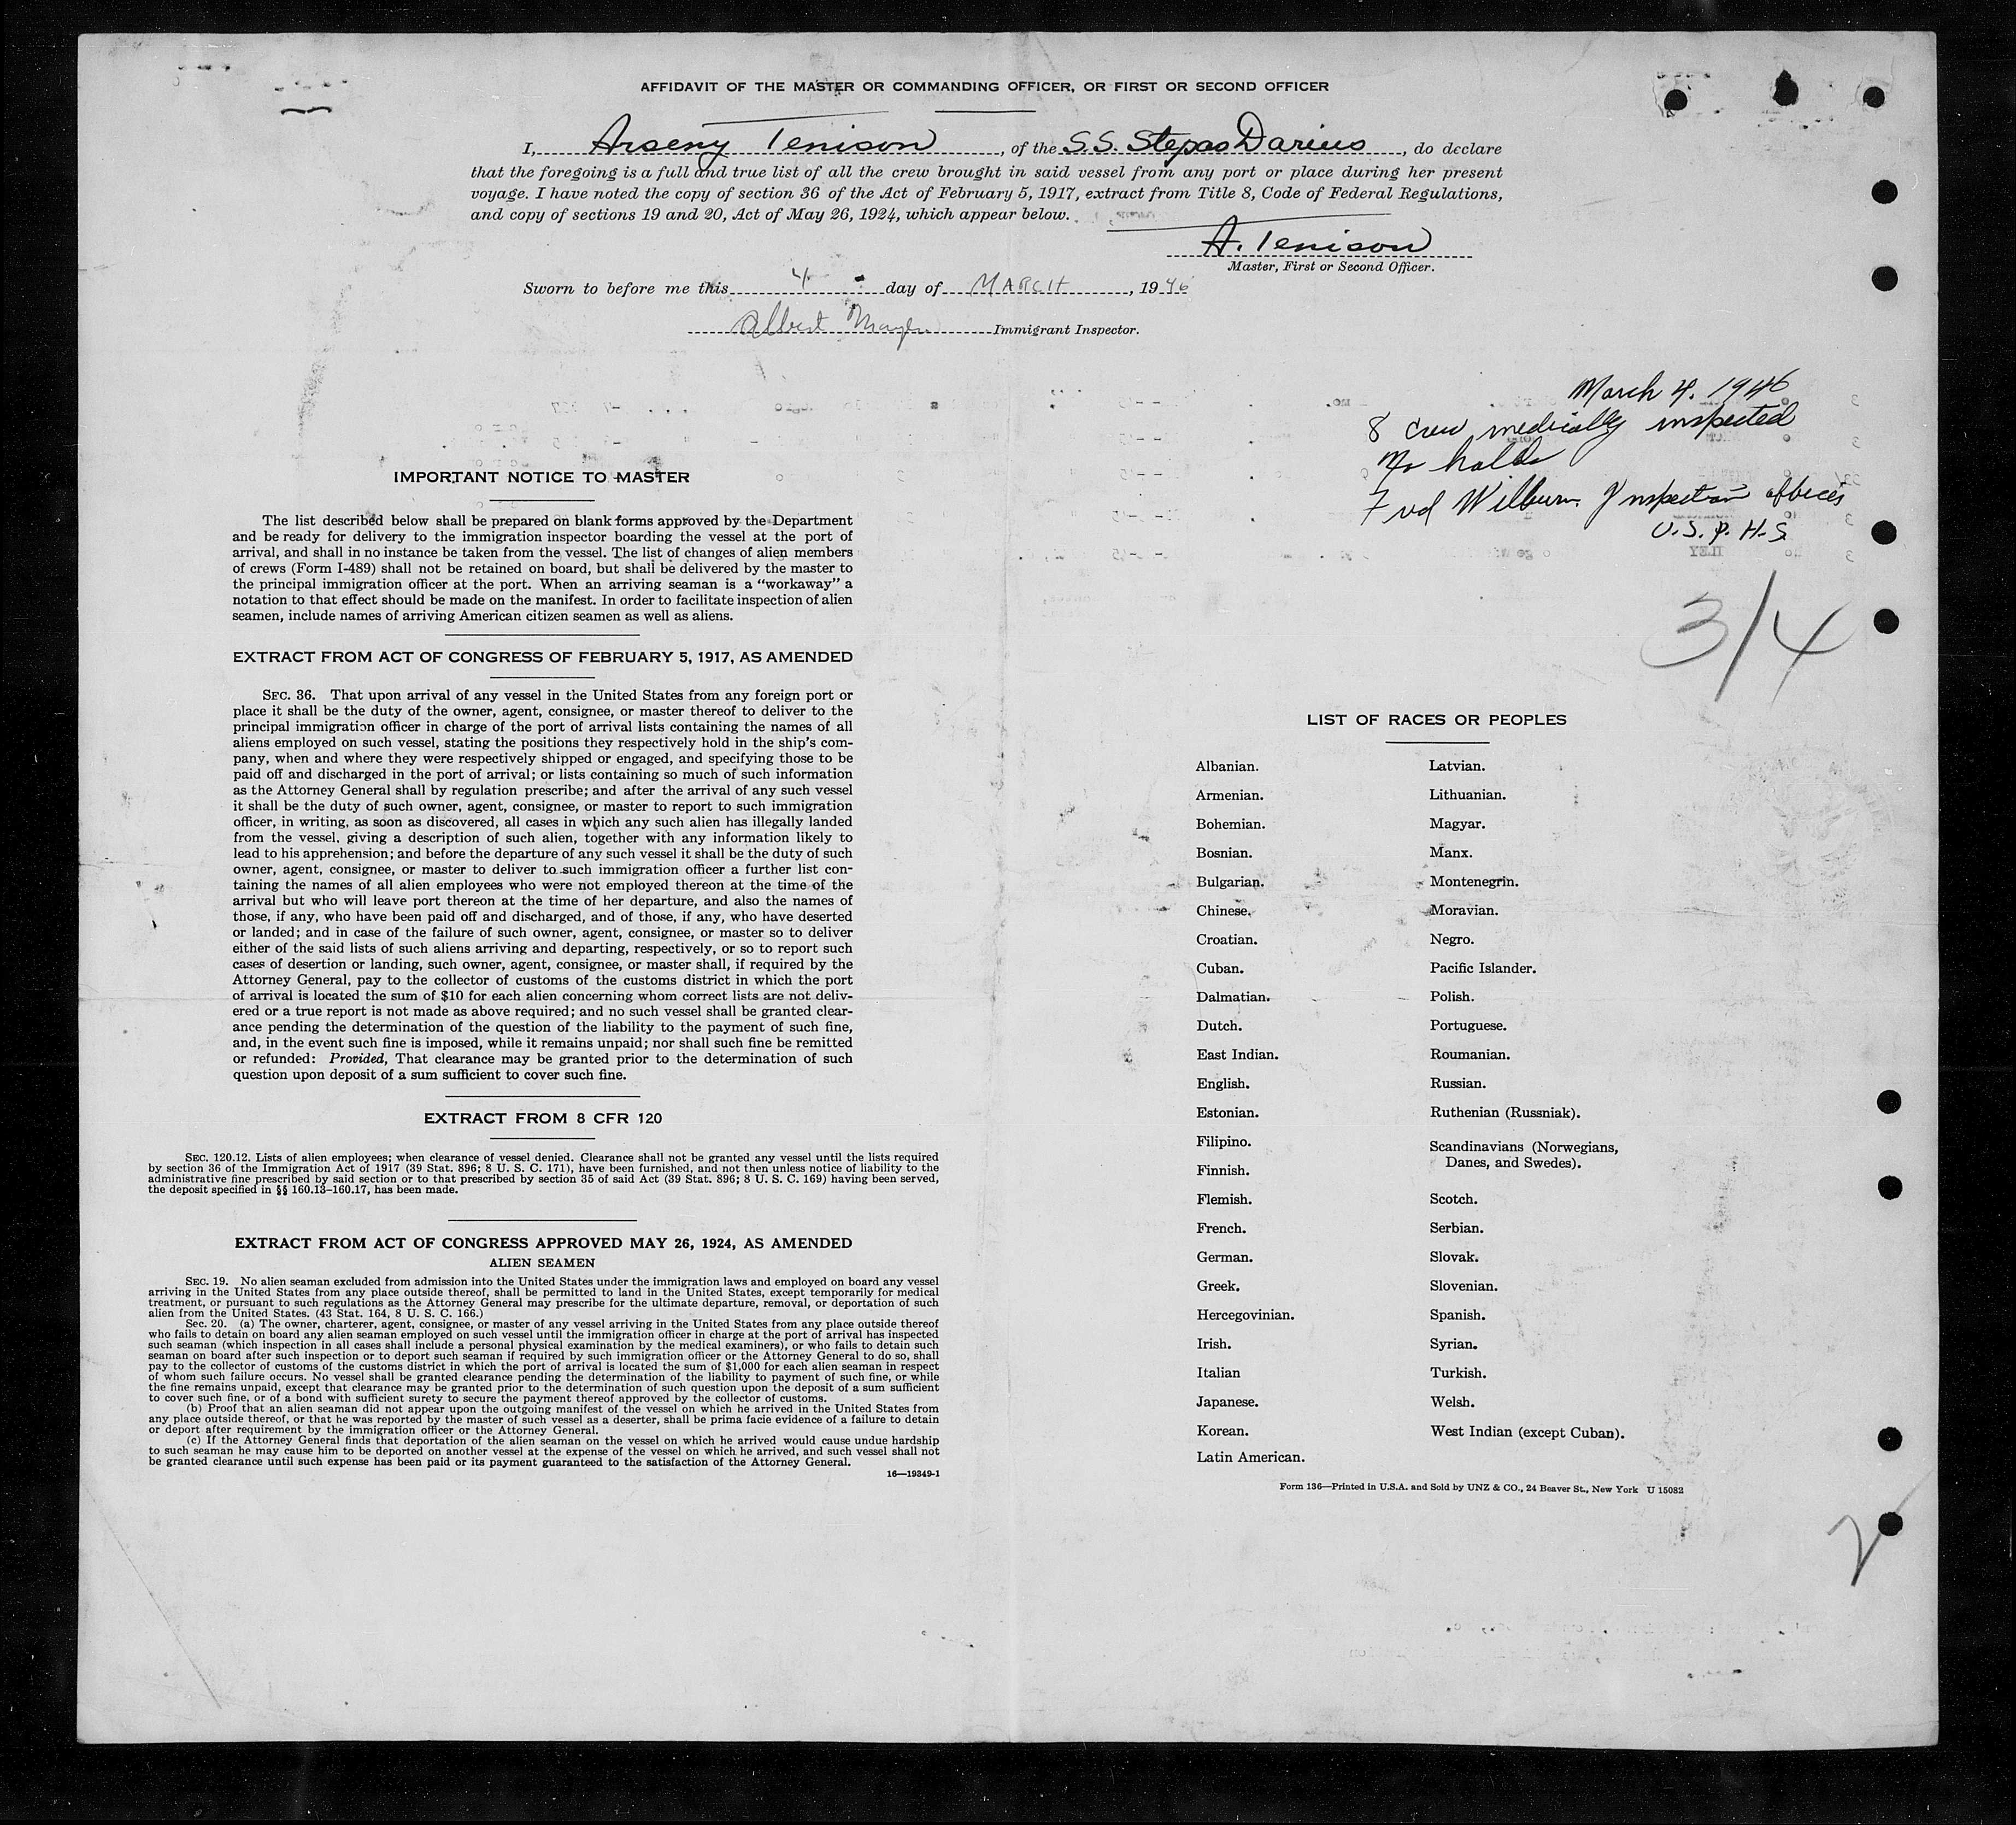 AFFIDAVIT OF THE MASTER OR COMMANDING OFFICER, OR FIRST OR SECOND OFFICER
I, Arseny Tenison, of the S.S. Stepas Darius, do declare
that the foregoing is a full and true list of all the crew brought in said vessel from any port or place during her present
voyage. I have noted the copy of section 36 of the Act of February 5, 1917, extract from Title 8, Code of Federal Regulations,
and copy of sections 19 and 20, Act of May 26, 1924, which appear below.
A. Tenison
Master, First or Second Officer.
Sworn to before me this 4 day of MARCH, 1946
Albert Immigrant Inspector.
March 4, 1946
8 crew medically inspected
No holds
Wilburn. Inspection officer
U.S.P.H.S.
3/4
IMPORTANT NOTICE TO MASTER
The list described below shall be prepared on blank forms approved by the Department
and be ready for delivery to the immigration inspector boarding the vessel at the port of
arrival, and shall in no instance be taken from the vessel. The list of changes of alien members
of crews (Form I-489) shall not be retained on board, but shall be delivered by the master to
the principal immigration officer at the port. When an arriving seaman is a “workaway” a
notation to that effect should be made on the manifest. In order to facilitate inspection of alien
seamen, include names of arriving American citizen seamen as well as aliens.
EXTRACT FROM ACT OF CONGRESS OF FEBRUARY 5, 1917, AS AMENDED
SEC. 36. That upon arrival of any vessel in the United States from any foreign port or
place it shall be the duty of the owner, agent, consignee, or master thereof to deliver to the
principal immigration officer in charge of the port of arrival lists containing the names of all
aliens employed on such vessel, stating the positions they respectively hold in the ship's com-
pany, when and where they were respectively shipped or engaged, and specifying those to be
paid off and discharged in the port of arrival; or lists containing so much of such information
as the Attorney General shall by regulation prescribe; and after the arrival of any such vessel
it shall be the duty of such owner, agent, consignee, or master to report to such immigration
officer, in writing, as soon as discovered, all cases in which any such alien has illegally landed
from the vessel, giving a description of such alien, together with any information likely to
lead to his apprehension; and before the departure of any such vessel it shall be the duty of such
owner, agent, consignee, or master to deliver to such immigration officer a further list con-
taining the names of all alien employees who were not employed thereon at the time of the
arrival but who will leave port thereon at the time of her departure, and also the names of
those, if any, who have been paid off and discharged, and of those, if any, who have deserted
or landed; and in case of the failure of such owner, agent, consignee, or master so to deliver
either of the said lists of such aliens arriving and departing, respectively, or so to report such
cases of desertion or landing, such owner, agent, consignee, or master shall, if required by the
Attorney General, pay to the collector of customs of the customs district in which the port
of arrival is located the sum of $10 for each alien concerning whom correct lists are not deliv-
ered or a true report is not made as above required; and no such vessel shall be granted clear-
ance pending the determination of the question of the liability to the payment of such fine,
and, in the event such fine is imposed, while it remains unpaid; nor shall such fine be remitted
or refunded: Provided, That clearance may be granted prior to the determination of such
question upon deposit of a sum sufficient to cover such fine.
EXTRACT FROM 8 CFR 120
SEC. 120.12. Lists of alien employees; when clearance of vessel denied. Clearance shall not be granted any vessel until the lists required
by section 36 of the Immigration Act of 1917 (39 Stat. 896; 8 U. S. C. 171), have been furnished, and not then unless notice of liability to the
administrative fine prescribed by said section or to that prescribed by section 35 of said Act (39 Stat. 896; 8 U. S. C. 169) having been served,
the deposit specified in §§ 160.13–160.17, has been made.
EXTRACT FROM ACT OF CONGRESS APPROVED MAY 26, 1924, AS AMENDED
ALIEN SEAMEN
SEC. 19. No alien seaman excluded from admission into the United States under the immigration laws and employed on board any vessel
arriving in the United States from any place outside thereof, shall be permitted to land in the United States, except temporarily for medical
treatment, or pursuant to such regulations as the Attorney General may prescribe for the ultimate departure, removal, or deportation of such
alien from the United States. (43 Stat. 164, 8 U. S. C. 166.)
Sec. 20. (a) The owner, charterer, agent, consignee, or master of any vessel arriving in the United States from any place outside thereof
who fails to detain on board any alien seaman employed on such vessel until the immigration officer in charge at the port of arrival has inspected
such seaman (which inspection in all cases shall include a personal physical examination by the medical examiners), or who fails to detain such
seaman on board after such inspection or to deport such seaman if required by such immigration officer or the Attorney General to do so, shall
pay to the collector of customs of the customs district in which the port of arrival is located the sum of $1,000 for each alien seaman in respect
of whom such failure occurs. No vessel shall be granted clearance pending the determination of the liability to payment of such fine, or while
the fine remains unpaid, except that clearance may be granted prior to the determination of such question upon the deposit of a sum sufficient
to cover such fine, or of a bond with sufficient surety to secure the payment thereof approved by the collector of customs.
(b) Proof that an alien seaman did not appear upon the outgoing manifest of the vessel on which he arrived in the United States from
any place outside thereof, or that he was reported by the master of such vessel as a deserter, shall be prima facie evidence of a failure to detain
or deport after requirement by the immigration officer or the Attorney General.
(c) If the Attorney General finds that deportation of the alien seaman on the vessel on which he arrived would cause undue hardship
to such seaman he may cause him to be deported on another vessel at the expense of the vessel on which he arrived, and such vessel shall not
be granted clearance until such expense has been paid or its payment guaranteed to the satisfaction of the Attorney General.
16—19349-1
LIST OF RACES OR PEOPLES
Albanian.
Armenian.
Bohemian.
Bosnian.
Bulgarian.
Chinese.
Croatian.
Cuban.
Dalmatian.
Dutch.
East Indian.
English.
Estonian.
Filipino.
Finnish.
Flemish.
French.
German.
Greek.
Hercegovinian.
Irish.
Italian
Japanese.
Korean.
Latin American.
Latvian.
Lithuanian.
Magyar.
Manx.
Montenegrin.
Moravian.
Negro.
Pacific Islander.
Polish.
Portuguese.
Roumanian.
Russian.
Ruthenian (Russniak).
Scandinavians (Norwegians,
Danes, and Swedes).
Scotch.
Serbian.
Slovak.
Slovenian.
Spanish.
Syrian.
Turkish.
Welsh.
West Indian (except Cuban).
Form 136—Printed in U.S.A. and Sold by UNZ & CO., 24 Beaver St., New York U 15082
2